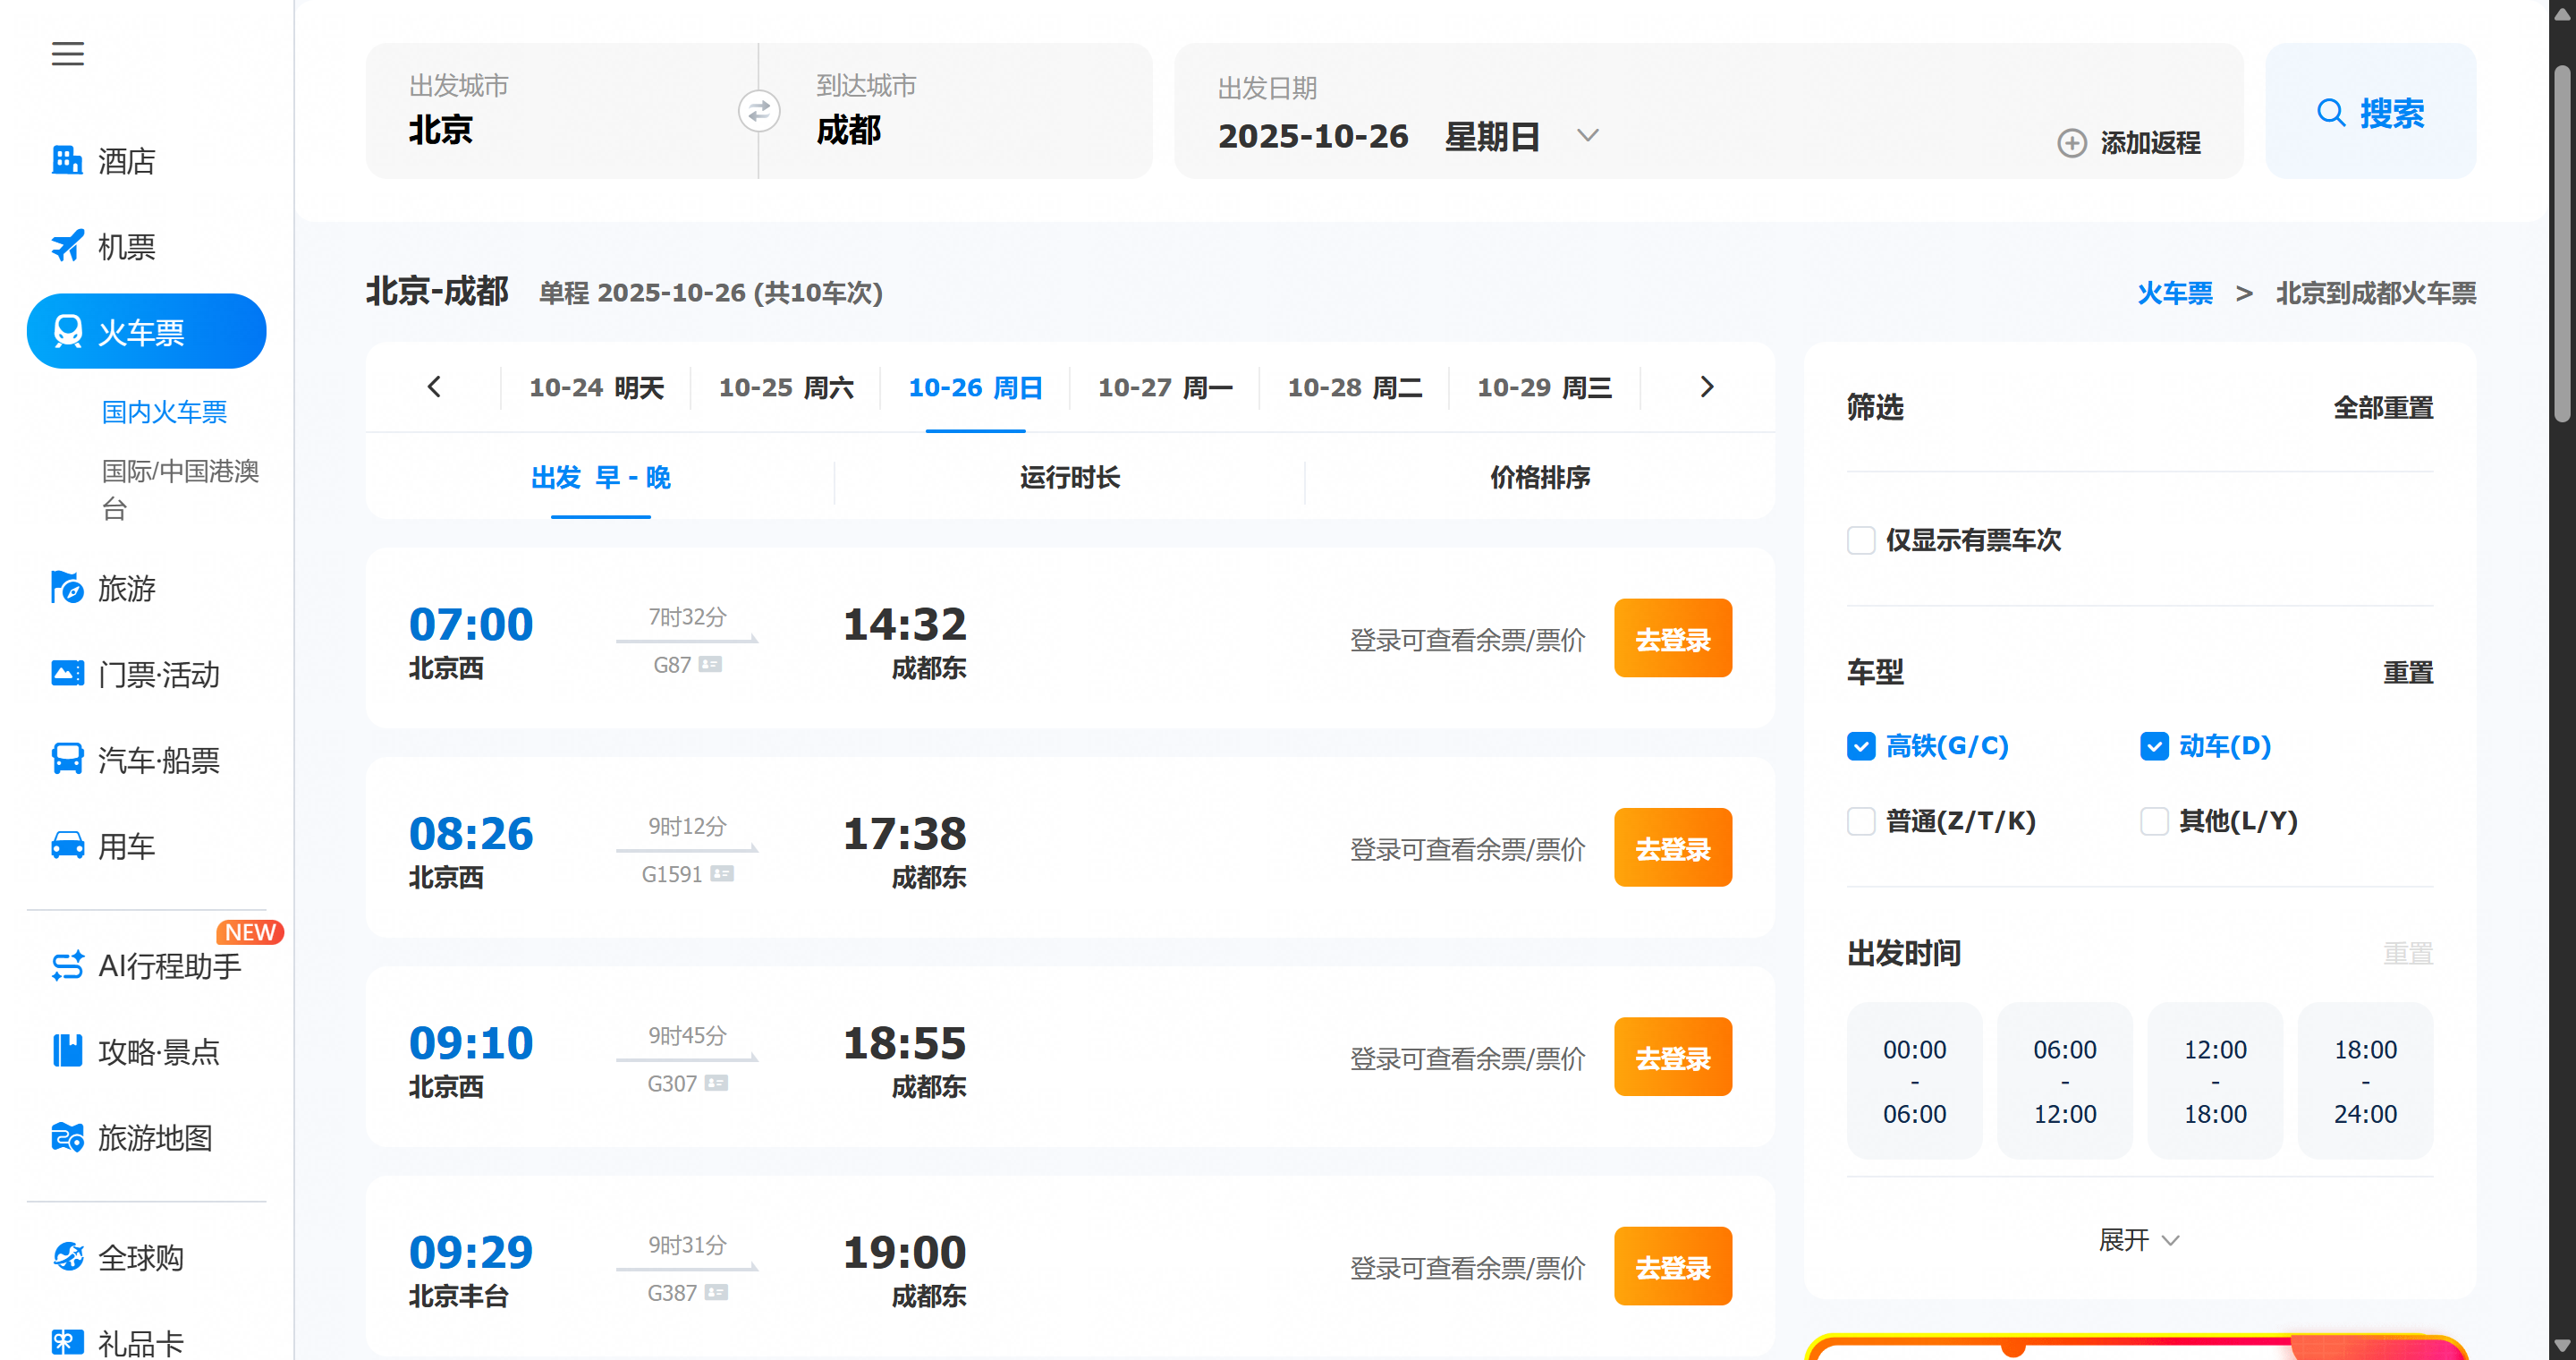 酒店
机票
火车票
国内火车票
国际/中国港澳
台
旅游
门票·活动
汽车·船票
用车
NEW
AI行程助手
攻略·景点
旅游地图
全球购
礼品卡
出发城市
北京
到达城市
成都
出发日期
2025-10-26 星期日
添加返程
搜索
北京-成都 单程 2025-10-26 (共10车次)
火车票 > 北京到成都火车票
10-24 明天
10-25 周六
10-26 周日
10-27 周一
10-28 周二
10-29 周三
出发 早 - 晚
运行时长
价格排序
07:00
北京西
7时32分
G87
14:32
成都东
登录可查看余票/票价
去登录
08:26
北京西
9时12分
G1591
17:38
成都东
登录可查看余票/票价
去登录
09:10
北京西
9时45分
G307
18:55
成都东
登录可查看余票/票价
去登录
09:29
北京丰台
9时31分
G387
19:00
成都东
登录可查看余票/票价
去登录
筛选
全部重置
仅显示有票车次
车型
重置
高铁(G/C)
动车(D)
普通(Z/T/K)
其他(L/Y)
出发时间
重置
00:00
-
06:00
06:00
-
12:00
12:00
-
18:00
18:00
-
24:00
展开